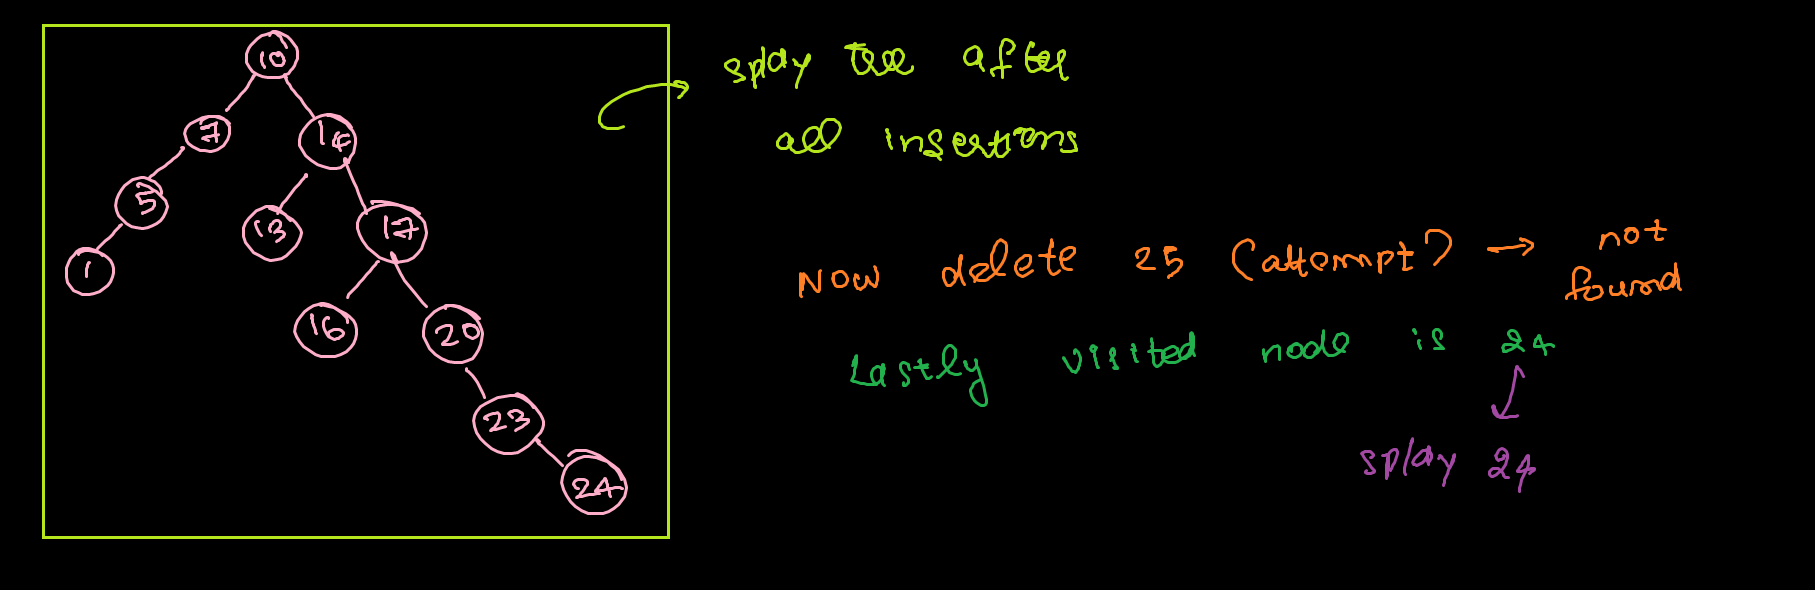 10
splay tree after
7
14
all insertions
5
13
17
1
Now delete 25 (attempt) → not found
16
20
Lastly visited node is 24
23
24
splay 24